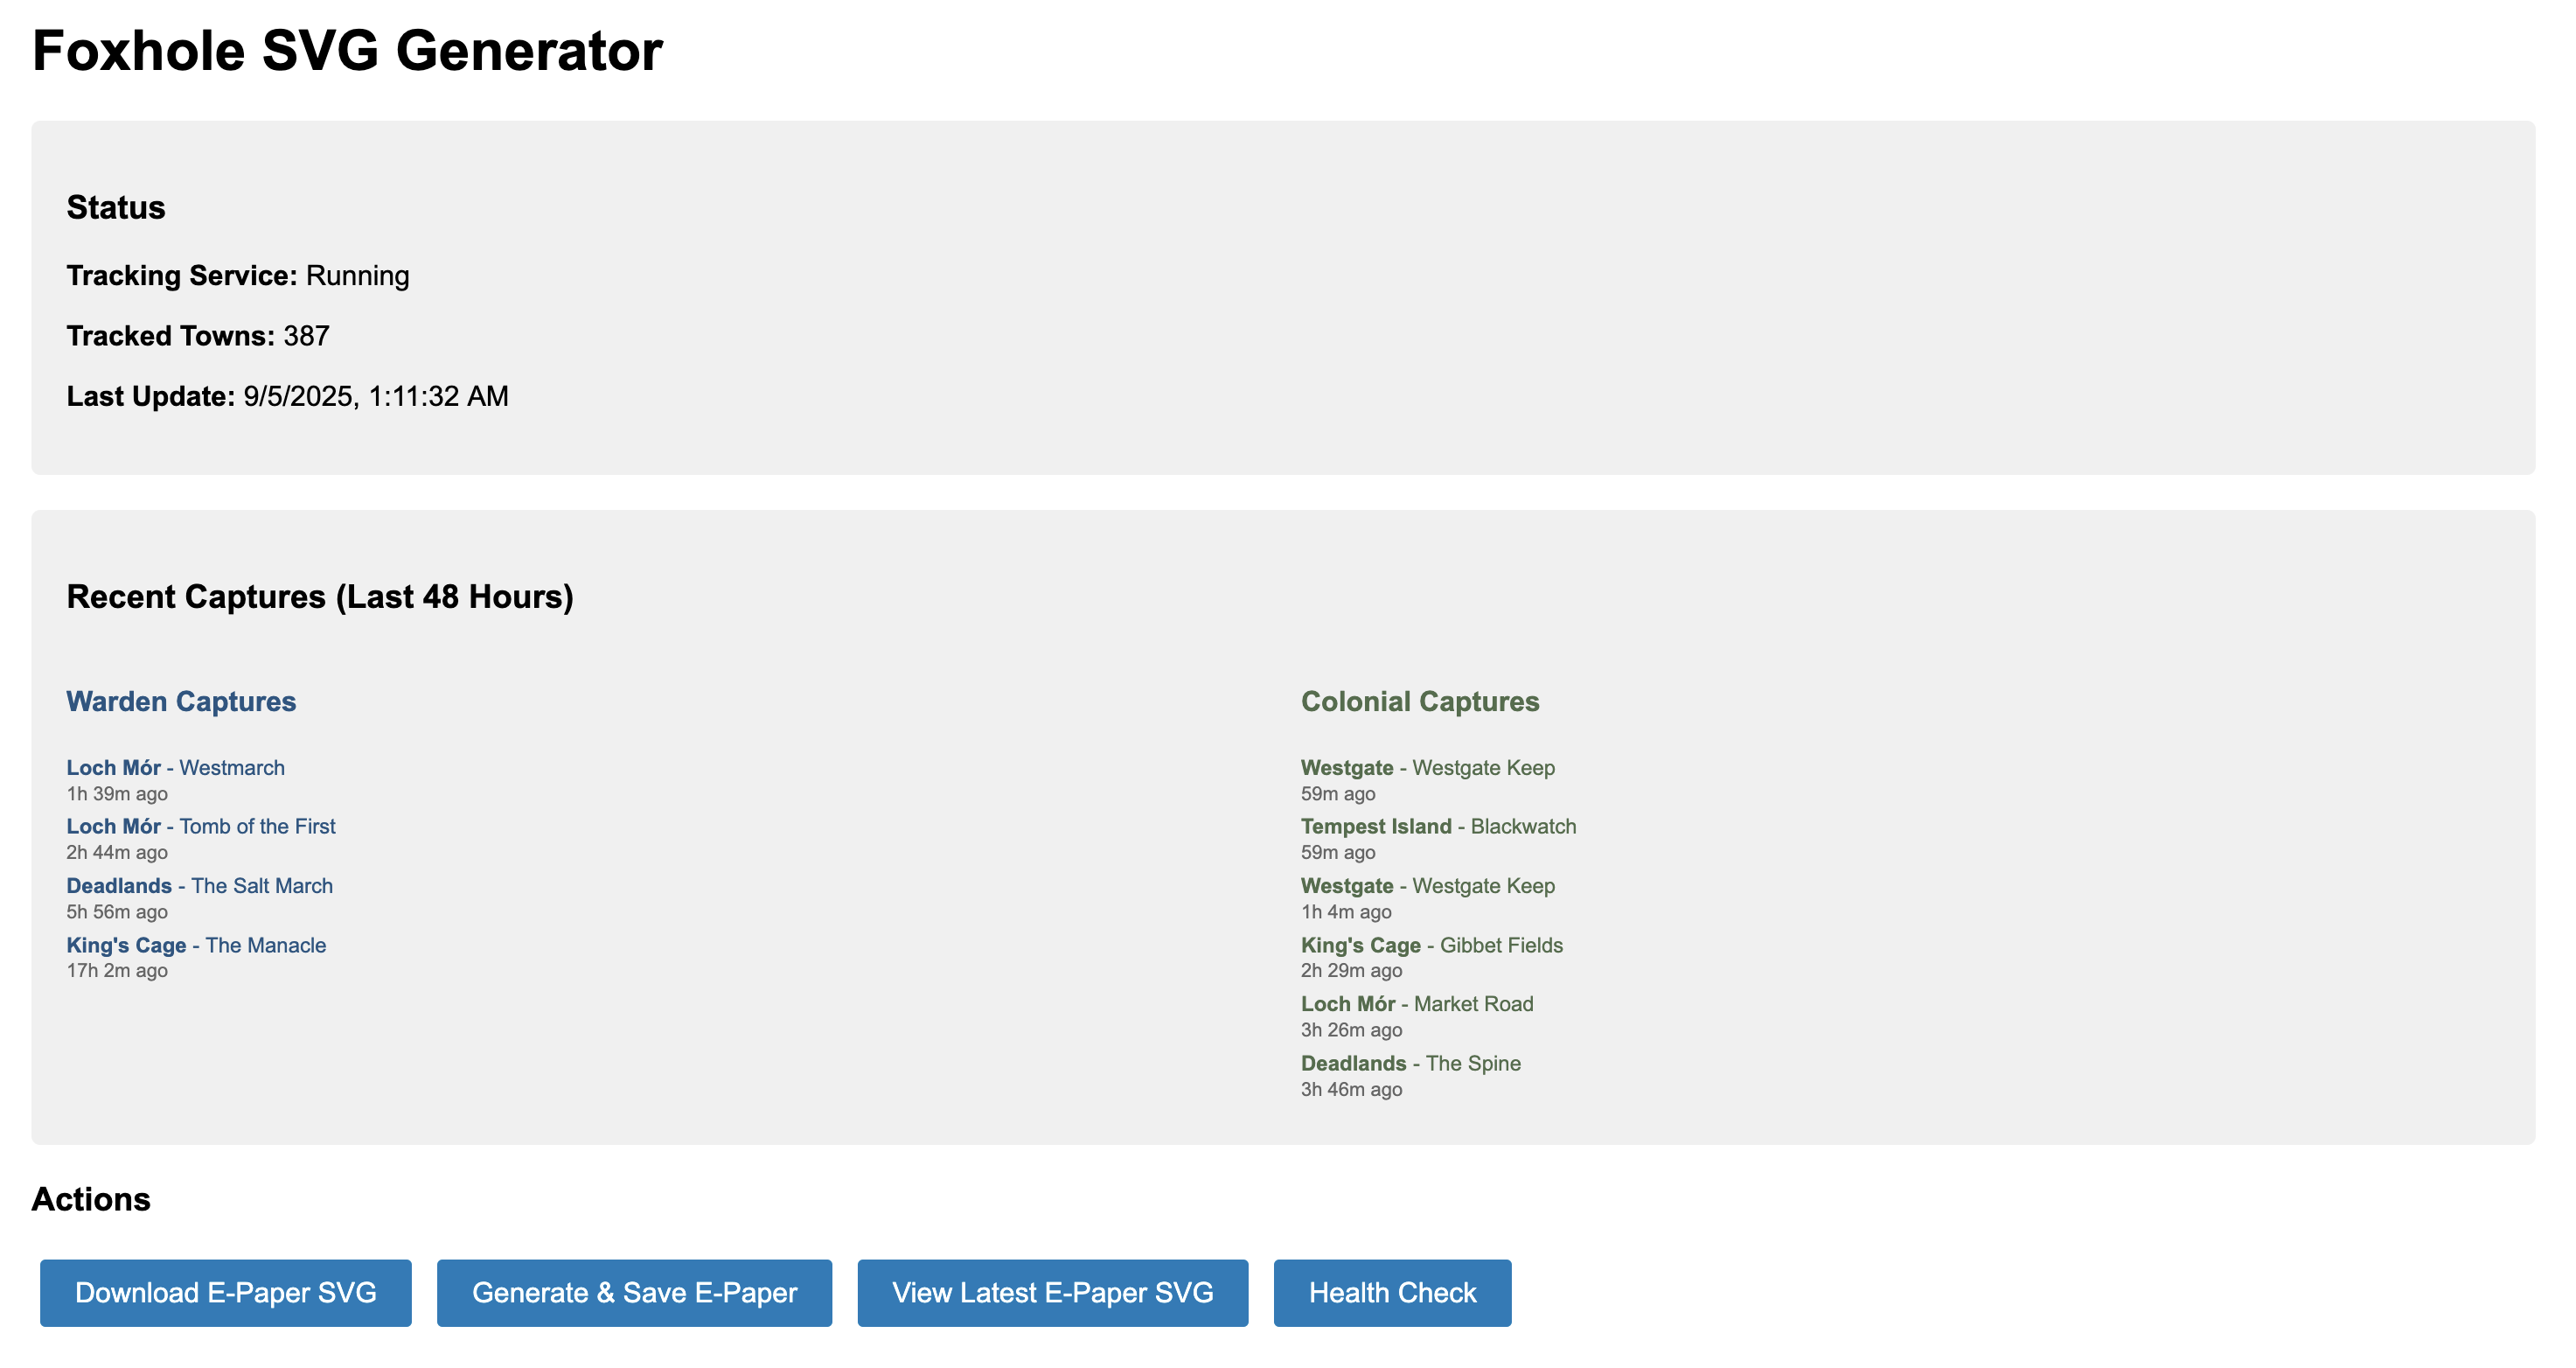 Foxhole SVG Generator
Status
Tracking Service: Running
Tracked Towns: 387
Last Update: 9/5/2025, 1:11:32 AM
Recent Captures (Last 48 Hours)
Warden Captures
Loch Mór - Westmarch
1h 39m ago
Loch Mór - Tomb of the First
2h 44m ago
Deadlands - The Salt March
5h 56m ago
King's Cage - The Manacle
17h 2m ago
Colonial Captures
Westgate - Westgate Keep
59m ago
Tempest Island - Blackwatch
59m ago
Westgate - Westgate Keep
1h 4m ago
King's Cage - Gibbet Fields
2h 29m ago
Loch Mór - Market Road
3h 26m ago
Deadlands - The Spine
3h 46m ago
Actions
Download E-Paper SVG
Generate & Save E-Paper
View Latest E-Paper SVG
Health Check